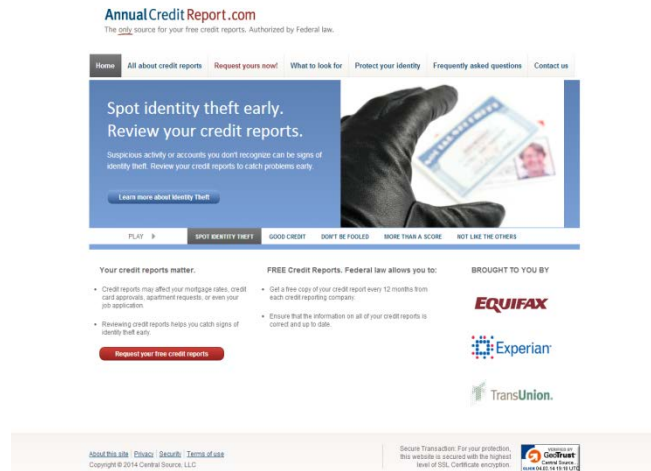 AnnualCreditReport.com
The only source for your free credit reports. Authorized by Federal law.
Home All about credit reports Request yours now! What to look for Protect your identity Frequently asked questions Contact us
Spot identity theft early.
Review your credit reports.
Suspicious activity or accounts you don't recognize can be signs of
identity theft. Review your credit reports to catch problems early.
Learn more about Identity Theft
SOCIAL SECURITY
PLAY SPOT IDENTITY THEFT GOOD CREDIT DON'T BE FOOLED MORE THAN A SCORE NOT LIKE THE OTHERS
Your credit reports matter.
Credit reports may affect your mortgage rates, credit
card approvals, apartment requests, or even your
job application.
Reviewing credit reports helps you catch signs of
identity theft early.
Request your free credit reports
FREE Credit Reports. Federal law allows you to:
Get a free copy of your credit report every 12 months from
each credit reporting company.
Ensure that the information on all of your credit reports is
correct and up to date.
BROUGHT TO YOU BY
EQUIFAX
Experian
TransUnion.
About this site Privacy Security Terms of use
Copyright © 2014 Central Source, LLC
Secure Transaction: For your protection,
this website is secured with the highest
level of SSL Certificate encryption.
VERIFIED BY
GeoTrust
Central Source